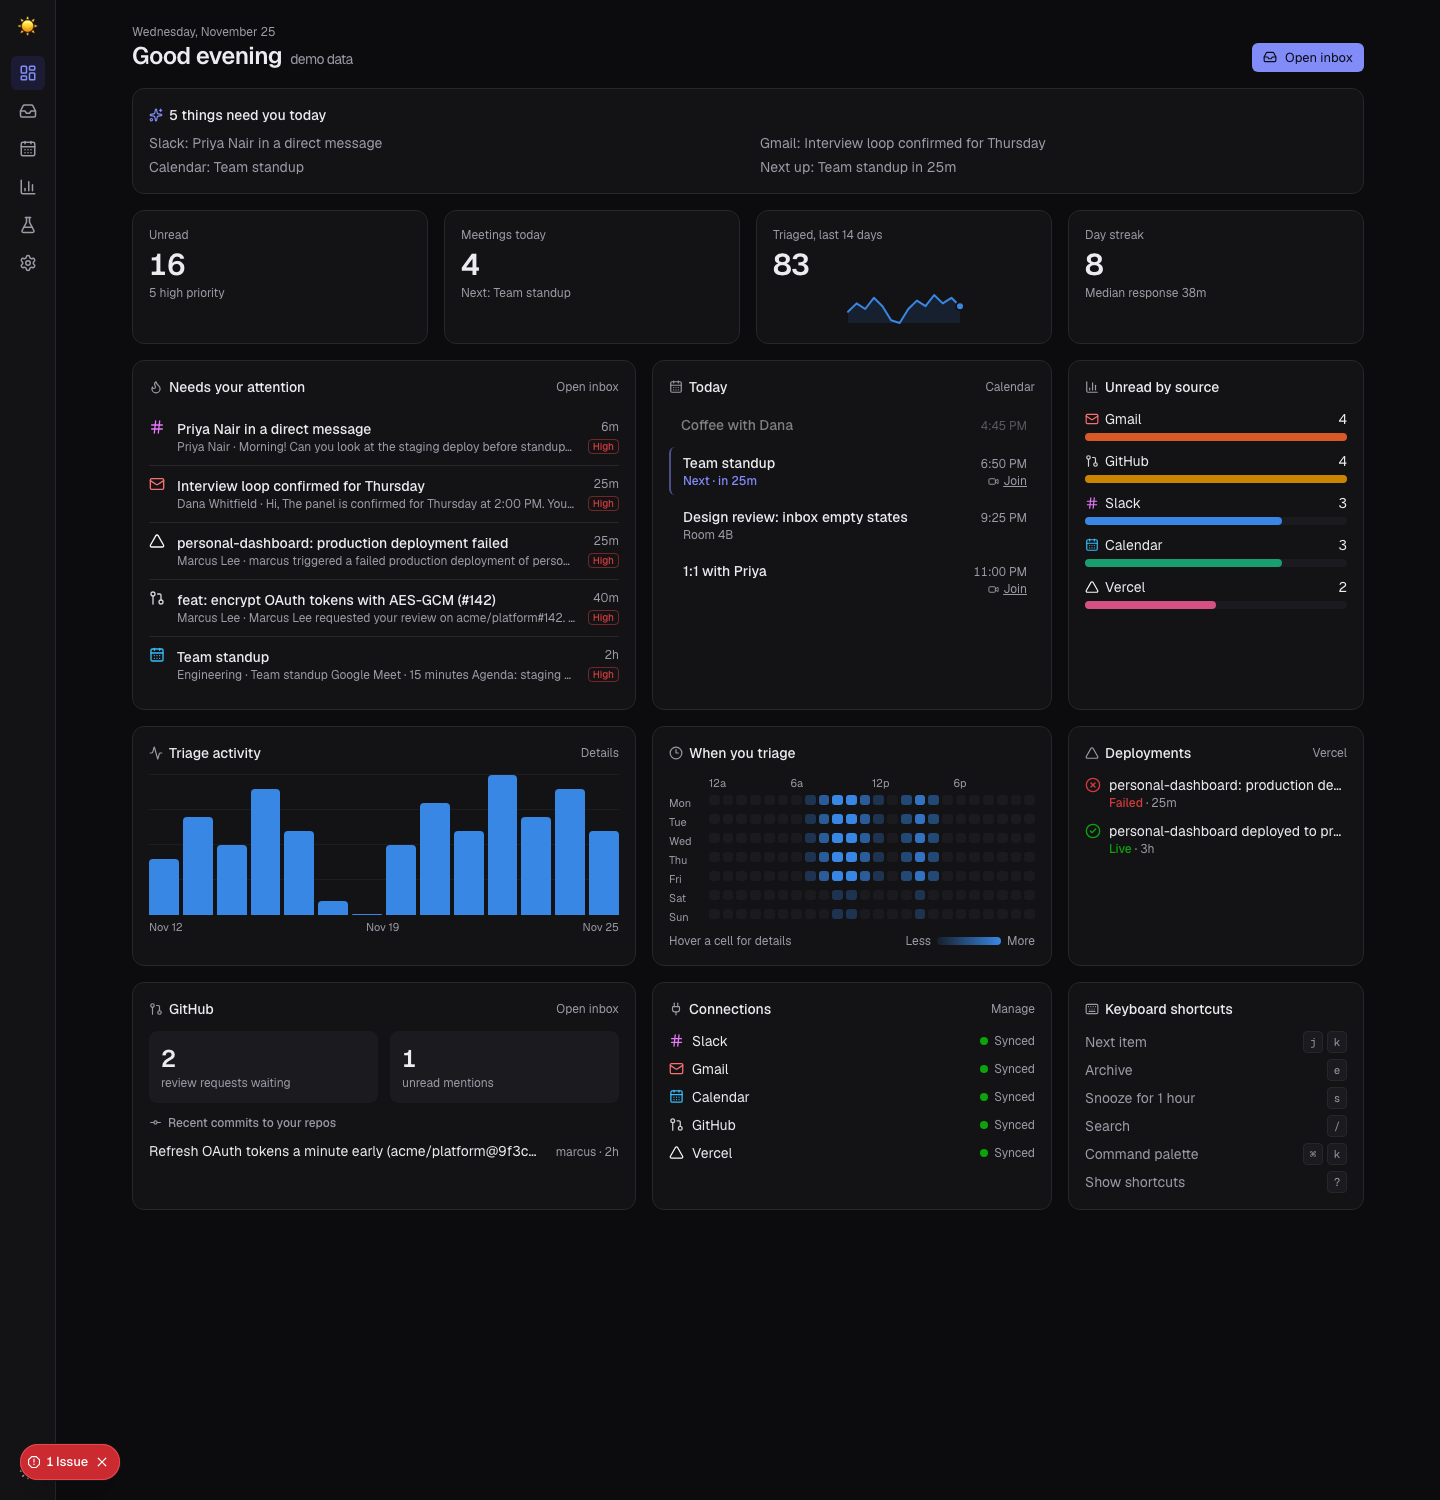 Wednesday, November 25
Good evening demo data
Open inbox
5 things need you today
Slack: Priya Nair in a direct message
Gmail: Interview loop confirmed for Thursday
Calendar: Team standup
Next up: Team standup in 25m
Unread
16
5 high priority
Meetings today
4
Next: Team standup
Triaged, last 14 days
83
Day streak
8
Median response 38m
Needs your attention
Open inbox
Priya Nair in a direct message
6m
Priya Nair · Morning! Can you look at the staging deploy before standup...
High
Interview loop confirmed for Thursday
25m
Dana Whitfield · Hi, The panel is confirmed for Thursday at 2:00 PM. You...
High
personal-dashboard: production deployment failed
25m
Marcus Lee · marcus triggered a failed production deployment of perso...
High
feat: encrypt OAuth tokens with AES-GCM (#142)
40m
Marcus Lee · Marcus Lee requested your review on acme/platform#142. ...
High
Team standup
2h
Engineering · Team standup Google Meet · 15 minutes Agenda: staging ...
High
Today
Calendar
Coffee with Dana
4:45 PM
Team standup
6:50 PM
Next · in 25m
Join
Design review: inbox empty states
9:25 PM
Room 4B
1:1 with Priya
11:00 PM
Join
Unread by source
Gmail 4
GitHub 4
Slack 3
Calendar 3
Vercel 2
Triage activity
Details
Nov 12
Nov 19
Nov 25
When you triage
12a 6a 12p 6p
Mon
Tue
Wed
Thu
Fri
Sat
Sun
Hover a cell for details
Less
More
Deployments
Vercel
personal-dashboard: production de...
Failed · 25m
personal-dashboard deployed to pr...
Live · 3h
GitHub
Open inbox
2
review requests waiting
1
unread mentions
Recent commits to your repos
Refresh OAuth tokens a minute early (acme/platform@9f3c...
marcus · 2h
Connections
Manage
Slack
Synced
Gmail
Synced
Calendar
Synced
GitHub
Synced
Vercel
Synced
Keyboard shortcuts
Next item j k
Archive e
Snooze for 1 hour s
Search /
Command palette ⌘ k
Show shortcuts ?
1 Issue